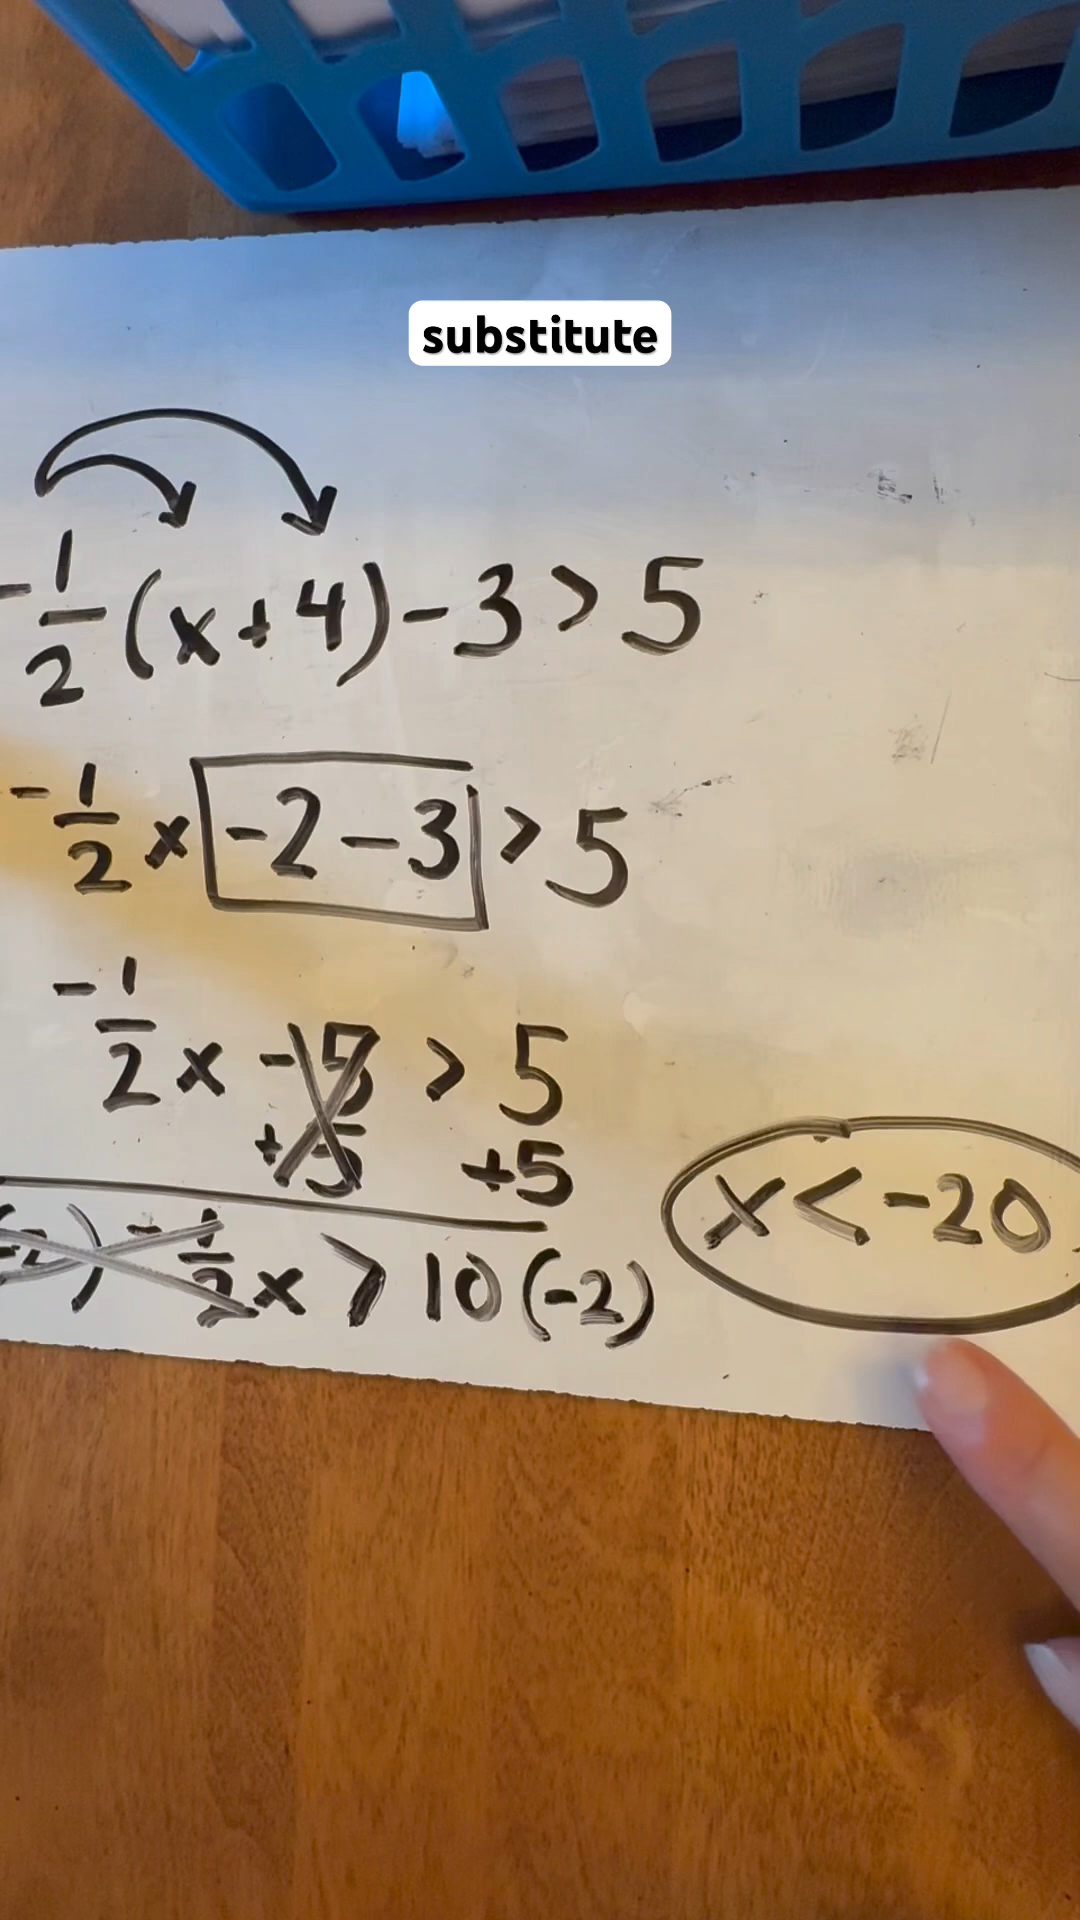 substitute
-1/2(x+4)-3>5
-1/2x-2-3>5
-1/2x-5>5
+5 +5
(-2)-1/2x>10(-2)
x<-20